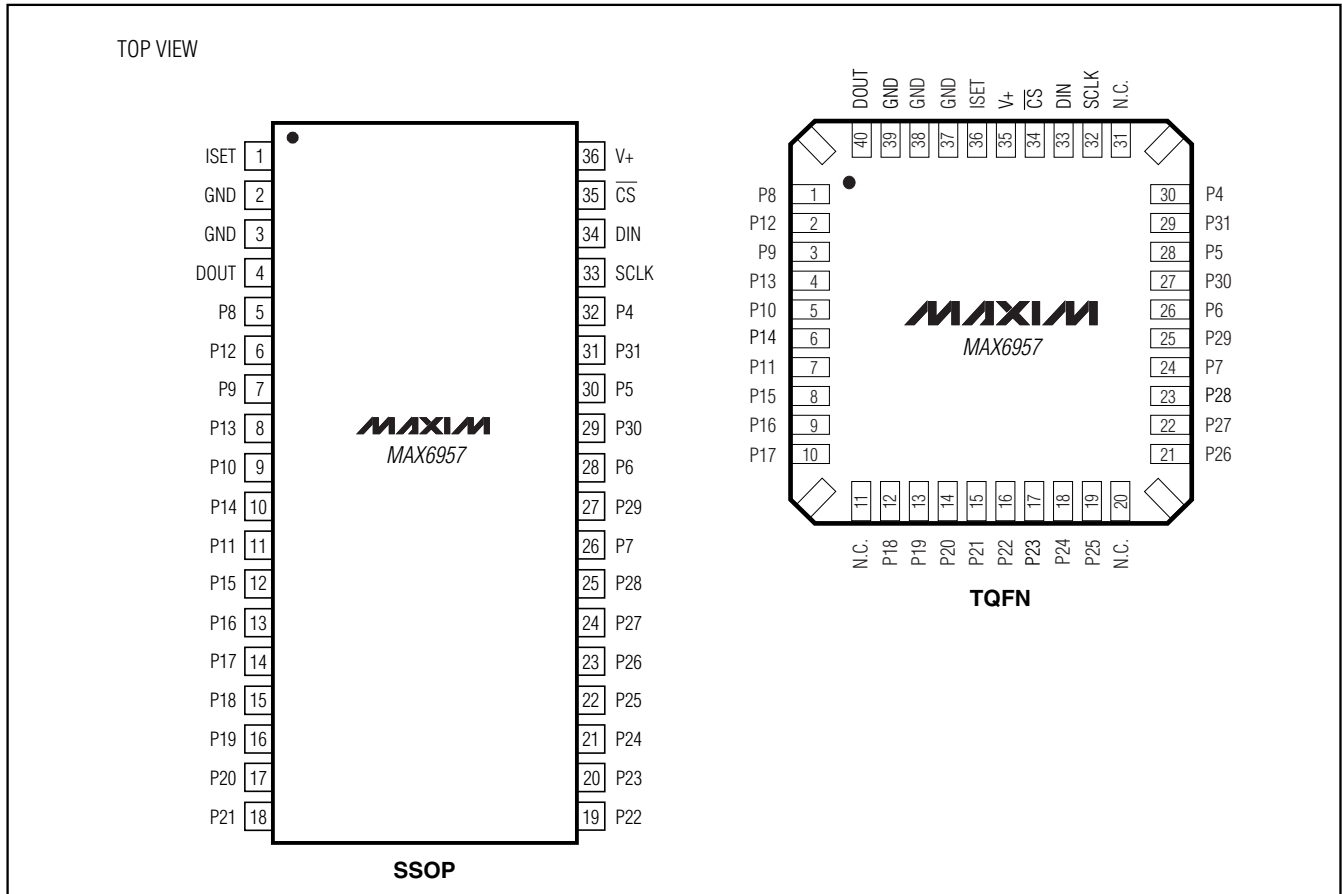 TOP VIEW
ISET 1
GND 2
GND 3
DOUT 4
P8 5
P12 6
P9 7
P13 8
P10 9
P14 10
P11 11
P15 12
P16 13
P17 14
P18 15
P19 16
P20 17
P21 18
36 V+
35 CS
34 DIN
33 SCLK
32 P4
31 P31
30 P5
29 P30
28 P6
27 P29
26 P7
25 P28
24 P27
23 P26
22 P25
21 P24
20 P23
19 P22
MAXIM
MAX6957
SSOP
DOUT GND GND GND ISET V+ CS DIN SCLK N.C.
40 39 38 37 36 35 34 33 32 31
P8 1
P12 2
P9 3
P13 4
P10 5
P14 6
P11 7
P15 8
P16 9
P17 10
30 P4
29 P31
28 P5
27 P30
26 P6
25 P29
24 P7
23 P28
22 P27
21 P26
MAXIM
MAX6957
11 12 13 14 15 16 17 18 19 20
N.C. P18 P19 P20 P21 P22 P23 P24 P25 N.C.
TQFN